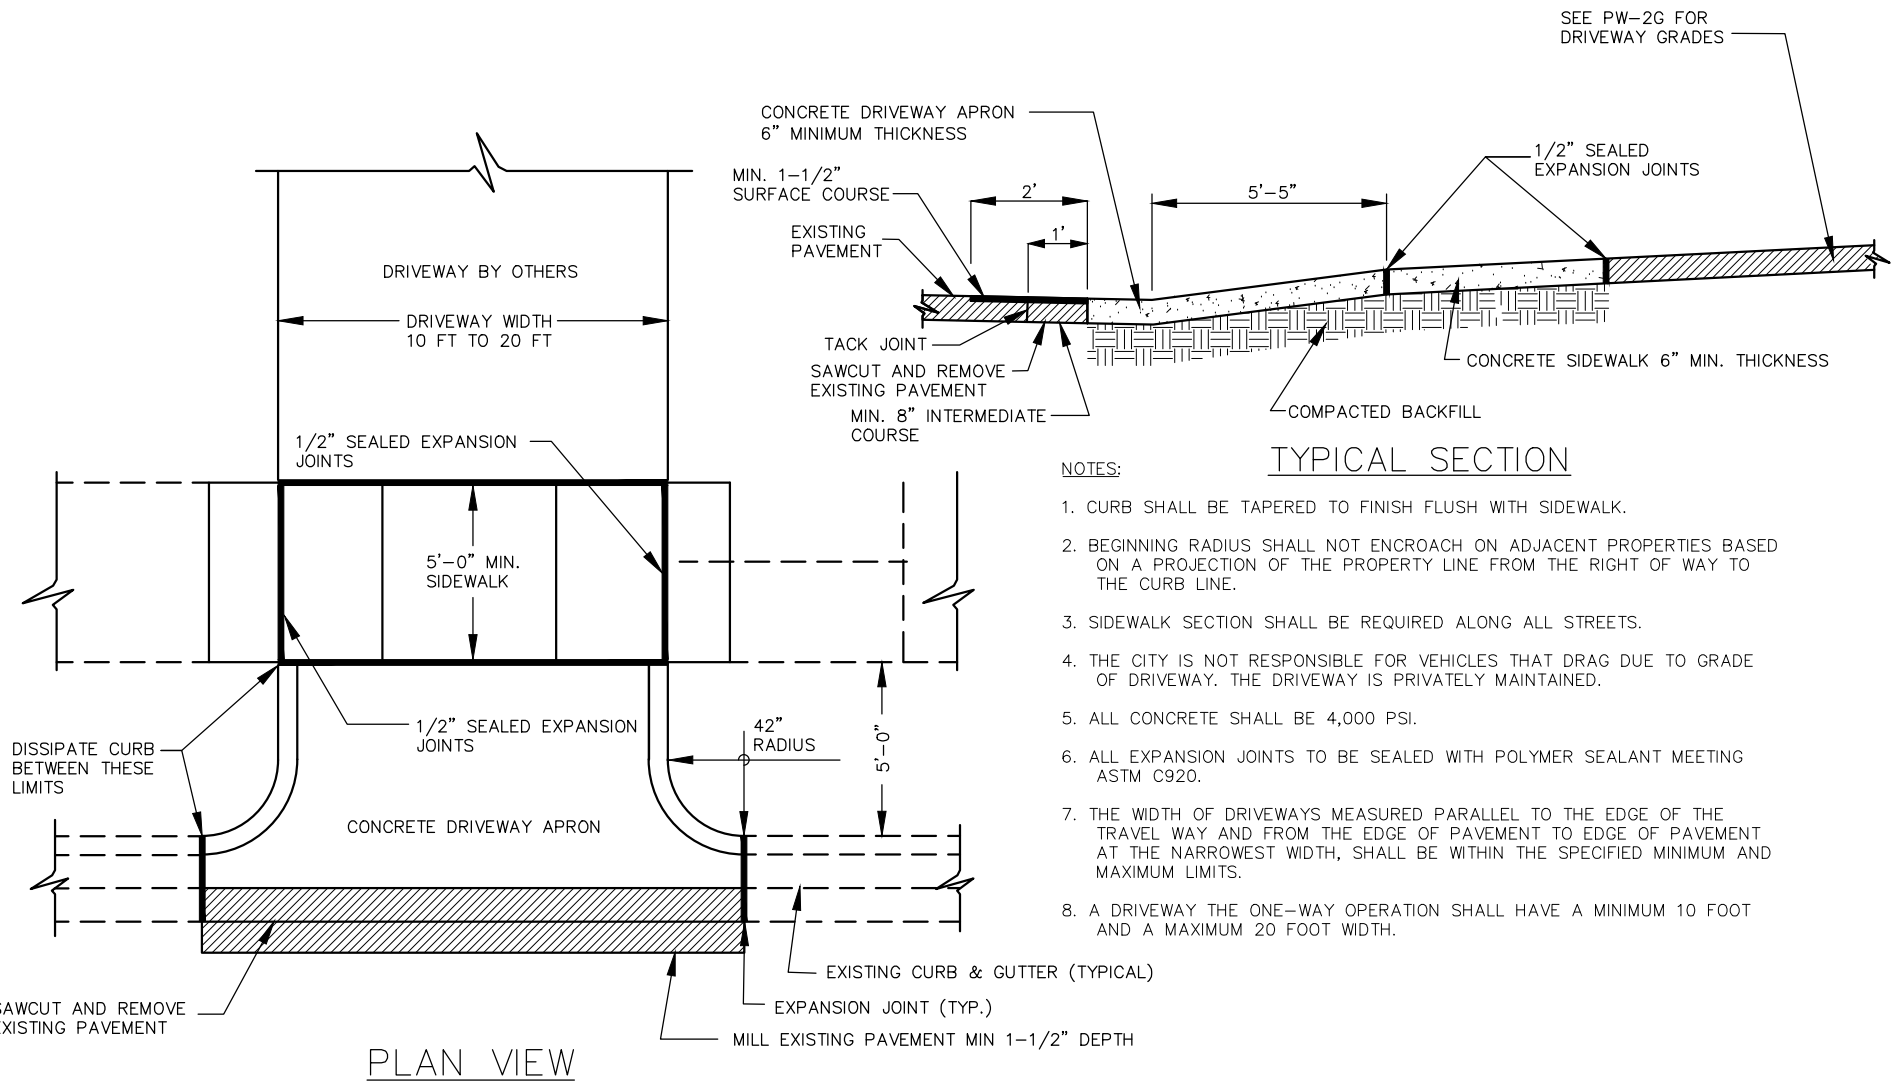 SEE PW-2G FOR
DRIVEWAY GRADES
CONCRETE DRIVEWAY APRON
6" MINIMUM THICKNESS
1/2" SEALED
EXPANSION JOINTS
MIN. 1-1/2"
SURFACE COURSE
2'
5'-5"
EXISTING
PAVEMENT
1'
TACK JOINT
SAWCUT AND REMOVE
EXISTING PAVEMENT
MIN. 8" INTERMEDIATE
COURSE
CONCRETE SIDEWALK 6" MIN. THICKNESS
COMPACTED BACKFILL
TYPICAL SECTION
DRIVEWAY BY OTHERS
DRIVEWAY WIDTH
10 FT TO 20 FT
1/2" SEALED EXPANSION
JOINTS
5'-0" MIN.
SIDEWALK
1/2" SEALED EXPANSION
JOINTS
42"
RADIUS
5'-0"
DISSIPATE CURB
BETWEEN THESE
LIMITS
CONCRETE DRIVEWAY APRON
EXISTING CURB & GUTTER (TYPICAL)
EXPANSION JOINT (TYP.)
MILL EXISTING PAVEMENT MIN 1-1/2" DEPTH
SAWCUT AND REMOVE
EXISTING PAVEMENT
PLAN VIEW
NOTES:
1. CURB SHALL BE TAPERED TO FINISH FLUSH WITH SIDEWALK.
2. BEGINNING RADIUS SHALL NOT ENCROACH ON ADJACENT PROPERTIES BASED
ON A PROJECTION OF THE PROPERTY LINE FROM THE RIGHT OF WAY TO
THE CURB LINE.
3. SIDEWALK SECTION SHALL BE REQUIRED ALONG ALL STREETS.
4. THE CITY IS NOT RESPONSIBLE FOR VEHICLES THAT DRAG DUE TO GRADE
OF DRIVEWAY. THE DRIVEWAY IS PRIVATELY MAINTAINED.
5. ALL CONCRETE SHALL BE 4,000 PSI.
6. ALL EXPANSION JOINTS TO BE SEALED WITH POLYMER SEALANT MEETING
ASTM C920.
7. THE WIDTH OF DRIVEWAYS MEASURED PARALLEL TO THE EDGE OF THE
TRAVEL WAY AND FROM THE EDGE OF PAVEMENT TO EDGE OF PAVEMENT
AT THE NARROWEST WIDTH, SHALL BE WITHIN THE SPECIFIED MINIMUM AND
MAXIMUM LIMITS.
8. A DRIVEWAY THE ONE-WAY OPERATION SHALL HAVE A MINIMUM 10 FOOT
AND A MAXIMUM 20 FOOT WIDTH.